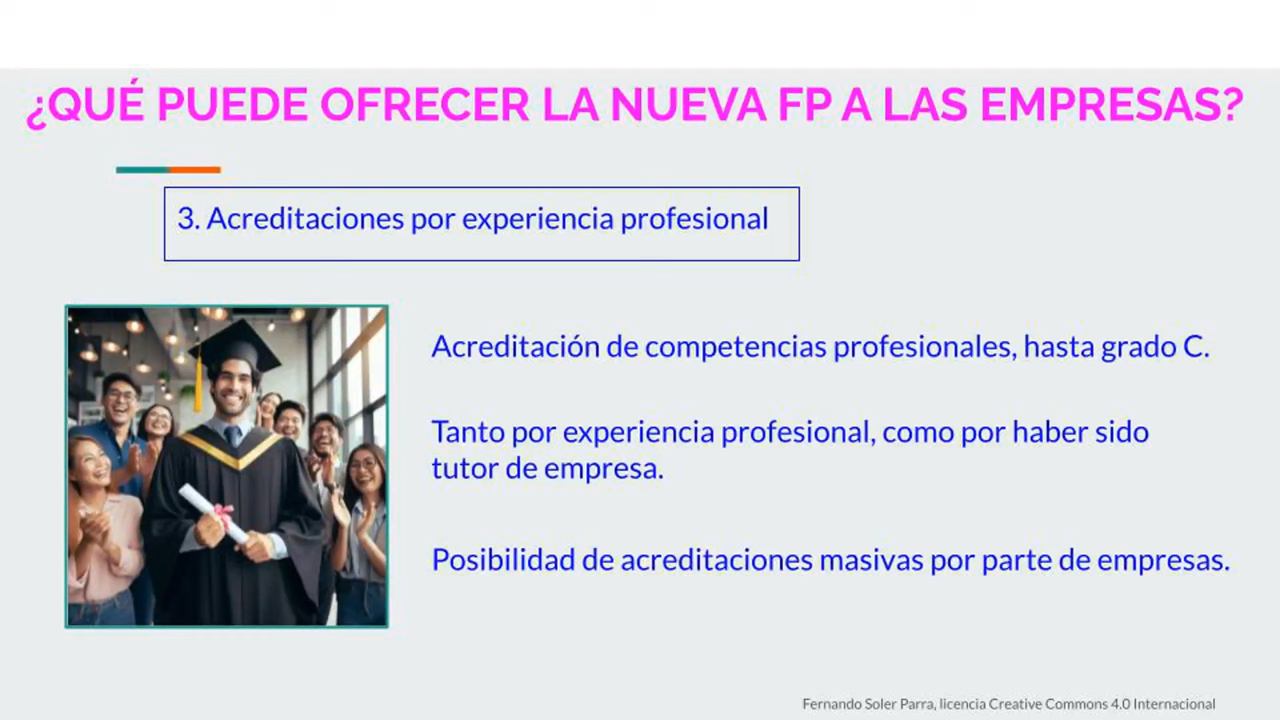 ¿QUÉ PUEDE OFRECER LA NUEVA FP A LAS EMPRESAS?
3. Acreditaciones por experiencia profesional
Acreditación de competencias profesionales, hasta grado C.
Tanto por experiencia profesional, como por haber sido
tutor de empresa.
Posibilidad de acreditaciones masivas por parte de empresas.
Fernando Soler Parra, licencia Creative Commons 4.0 Internacional